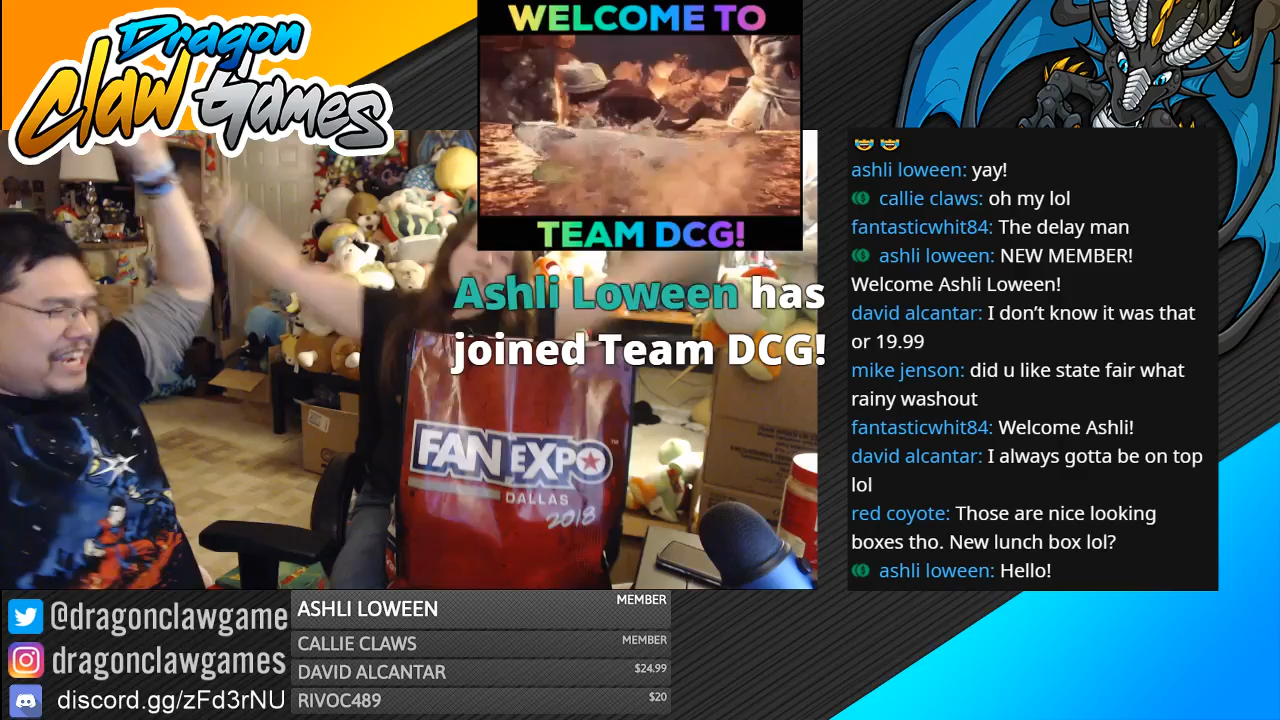 Dragon
Claw Games
WELCOME TO
TEAM DCG!
Ashli Loween has
joined Team DCG!
FAN EXPO™
DALLAS
2018
ashli loween: yay!
callie claws: oh my lol
fantasticwhit84: The delay man
ashli loween: NEW MEMBER!
Welcome Ashli Loween!
david alcantar: I don’t know it was that
or 19.99
mike jenson: did u like state fair what
rainy washout
fantasticwhit84: Welcome Ashli!
david alcantar: I always gotta be on top
lol
red coyote: Those are nice looking
boxes tho. New lunch box lol?
ashli loween: Hello!
@dragonclawgame
dragonclawgames
discord.gg/zFd3rNU
ASHLI LOWEEN MEMBER
CALLIE CLAWS MEMBER
DAVID ALCANTAR $24.99
RIVOC489 $20